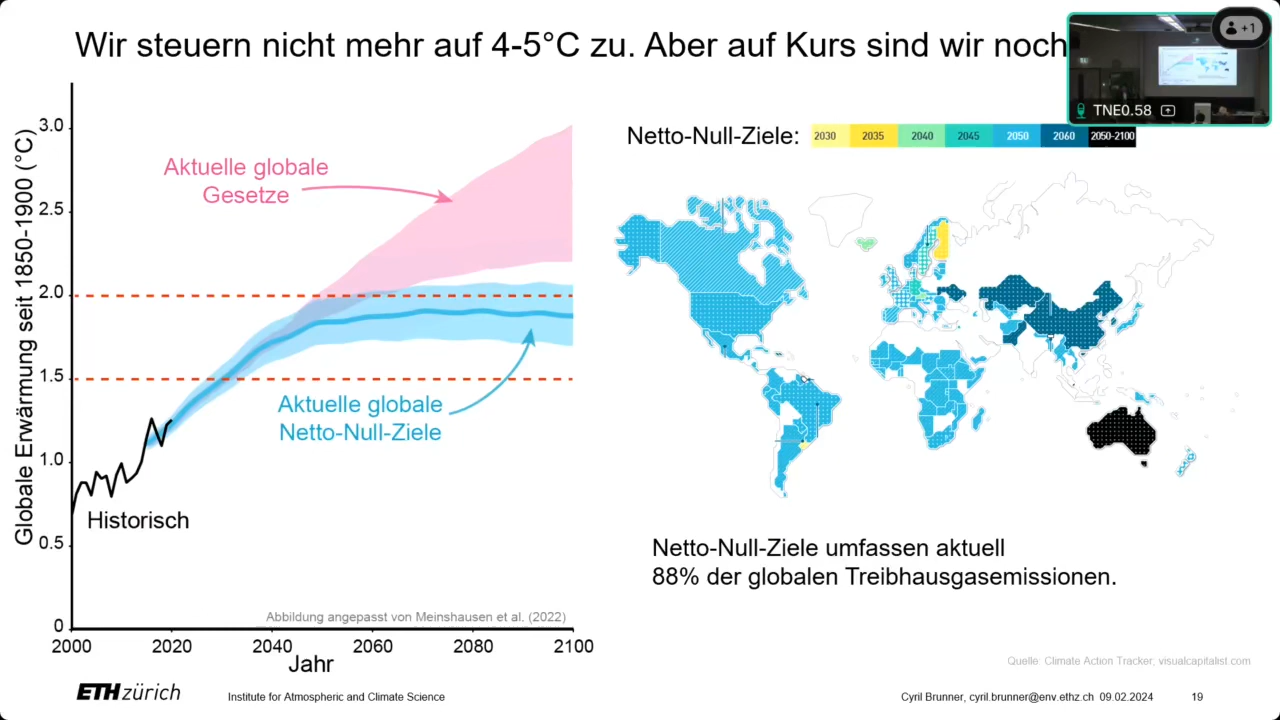 Wir steuern nicht mehr auf 4-5°C zu. Aber auf Kurs sind wir noch
+1
TNE0.58
Globale Erwärmung seit 1850-1900 (°C)
3.0
2.5
2.0
1.5
1.0
0.5
0
Aktuelle globale
Gesetze
Aktuelle globale
Netto-Null-Ziele
Historisch
Abbildung angepasst von Meinshausen et al. (2022)
2000 2020 2040 2060 2080 2100
Jahr
Netto-Null-Ziele: 2030 2035 2040 2045 2050 2060 2050-2100
Netto-Null-Ziele umfassen aktuell
88% der globalen Treibhausgasemissionen.
Quelle: Climate Action Tracker; visualcapitalist.com
ETH zürich
Institute for Atmospheric and Climate Science
Cyril Brunner, cyril.brunner@env.ethz.ch 09.02.2024 19